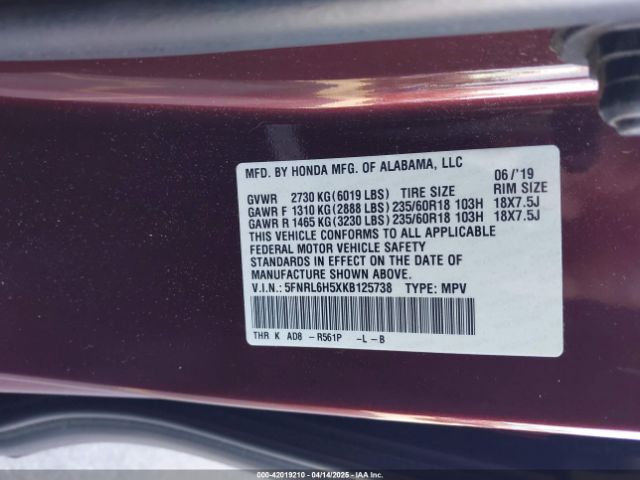 MFD. BY HONDA MFG. OF ALABAMA, LLC 06/'19
GVWR 2730 KG(6019 LBS) TIRE SIZE RIM SIZE
GAWR F 1310 KG(2888 LBS)235/60R18 103H 18X7.5J
GAWR R 1465 KG(3230 LBS)235/60R18 103H 18X7.5J
THIS VEHICLE CONFORMS TO ALL APPLICABLE
FEDERAL MOTOR VEHICLE SAFETY
STANDARDS IN EFFECT ON THE DATE OF
MANUFACTURE SHOWN ABOVE.
V.I.N.: 5FNRL6H5XKB125738 TYPE: MPV
THR K AD8 -R561P -L-B
000-42019210 - 04/14/2025 - IAA Inc.